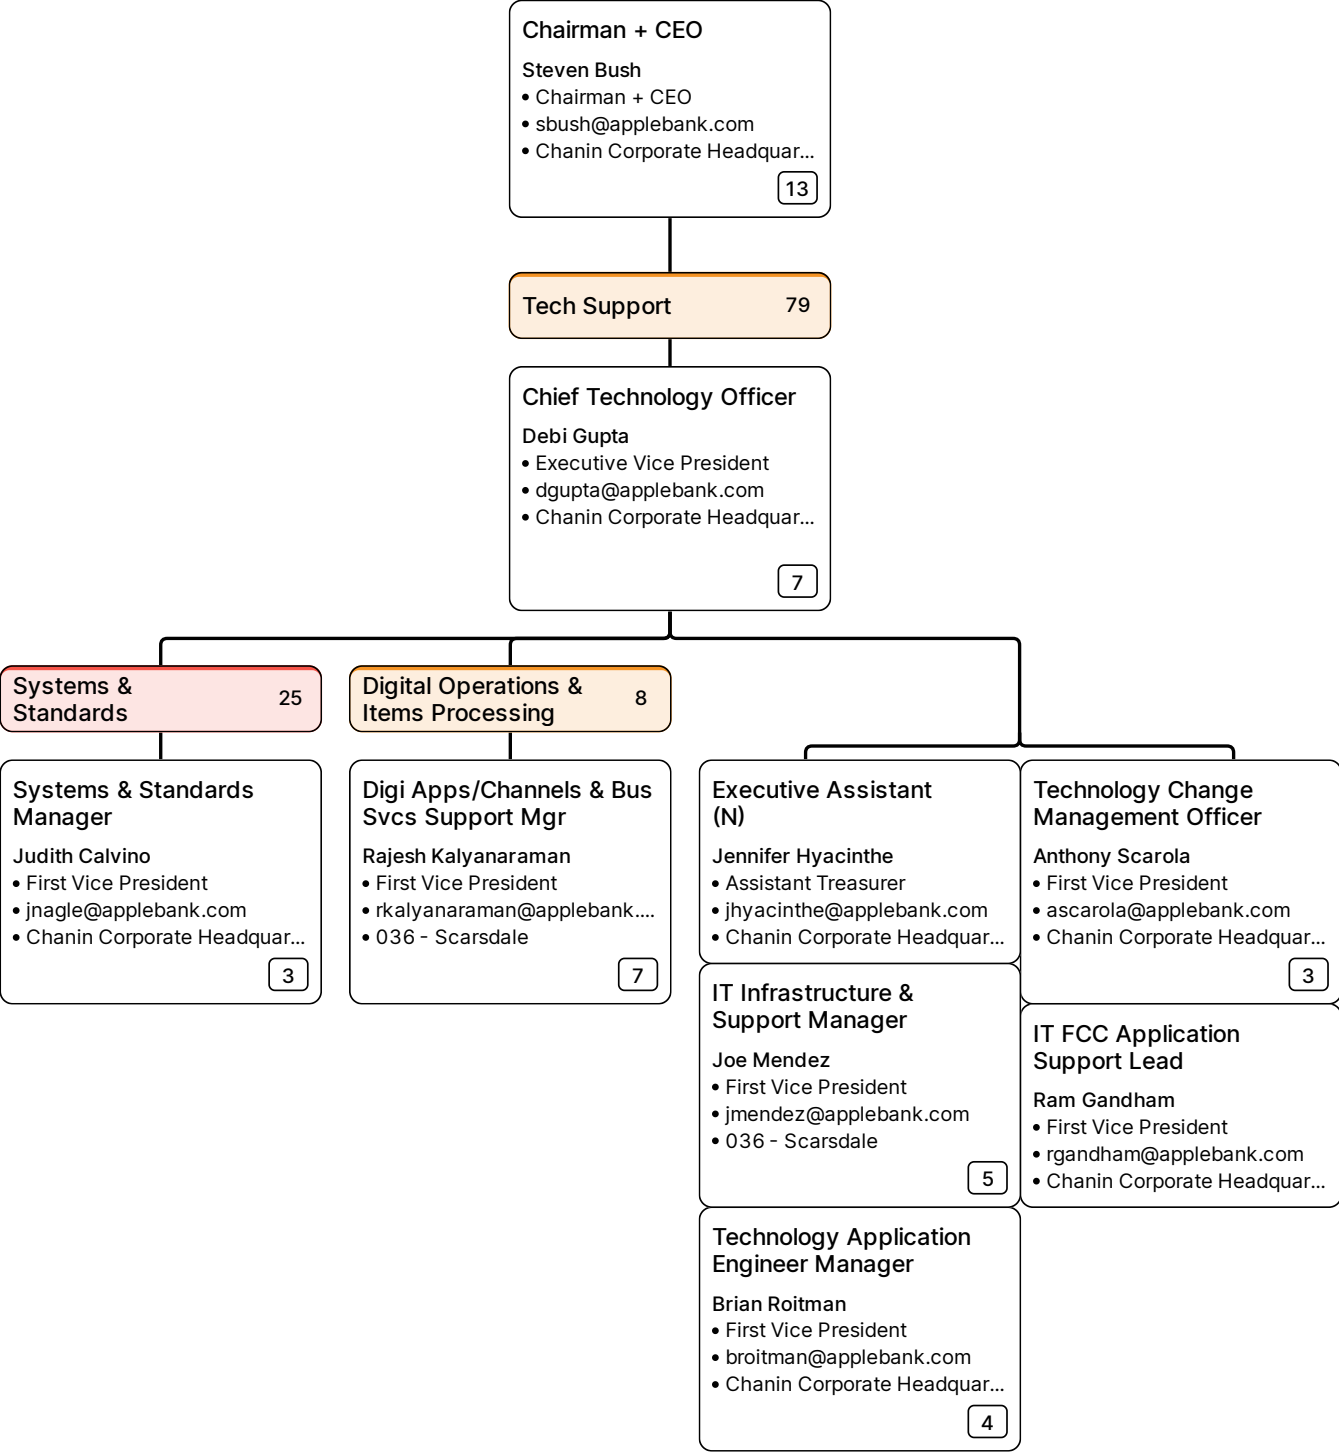 Chairman + CEO
Steven Bush
• Chairman + CEO
• sbush@applebank.com
• Chanin Corporate Headquar...
13
Tech Support 79
Chief Technology Officer
Debi Gupta
• Executive Vice President
• dgupta@applebank.com
• Chanin Corporate Headquar...
7
Systems &
Standards
25
Digital Operations &
Items Processing
8
Systems & Standards
Manager
Judith Calvino
• First Vice President
• jnagle@applebank.com
• Chanin Corporate Headquar...
3
Digi Apps/Channels & Bus
Svcs Support Mgr
Rajesh Kalyanaraman
• First Vice President
• rkalyanaraman@applebank....
• 036 - Scarsdale
7
Executive Assistant
(N)
Jennifer Hyacinthe
• Assistant Treasurer
• jhyacinthe@applebank.com
• Chanin Corporate Headquar...
IT Infrastructure &
Support Manager
Joe Mendez
• First Vice President
• jmendez@applebank.com
• 036 - Scarsdale
5
Technology Application
Engineer Manager
Brian Roitman
• First Vice President
• broitman@applebank.com
• Chanin Corporate Headquar...
4
Technology Change
Management Officer
Anthony Scarola
• First Vice President
• ascarola@applebank.com
• Chanin Corporate Headquar...
3
IT FCC Application
Support Lead
Ram Gandham
• First Vice President
• rgandham@applebank.com
• Chanin Corporate Headquar...